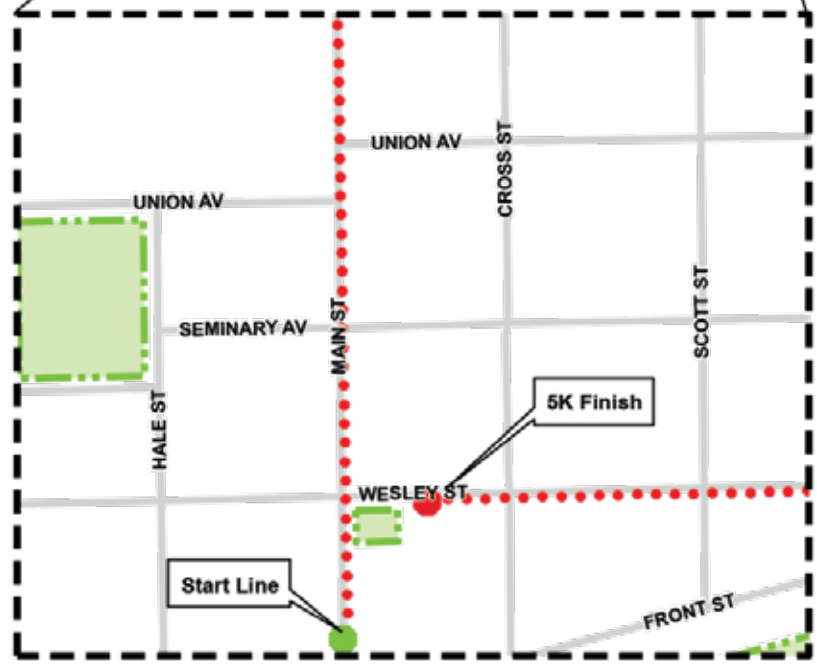 UNION AV
CROSS ST
UNION AV
SEMINARY AV
MAIN ST
SCOTT ST
5K Finish
HALE ST
WESLEY ST
Start Line
FRONT ST